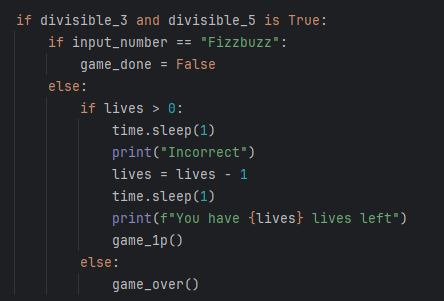 if divisible_3 and divisible_5 is True:
    if input_number == "Fizzbuzz":
        game_done = False
    else:
        if lives > 0:
            time.sleep(1)
            print("Incorrect")
            lives = lives - 1
            time.sleep(1)
            print(f"You have {lives} lives left")
            game_1p()
        else:
            game_over()